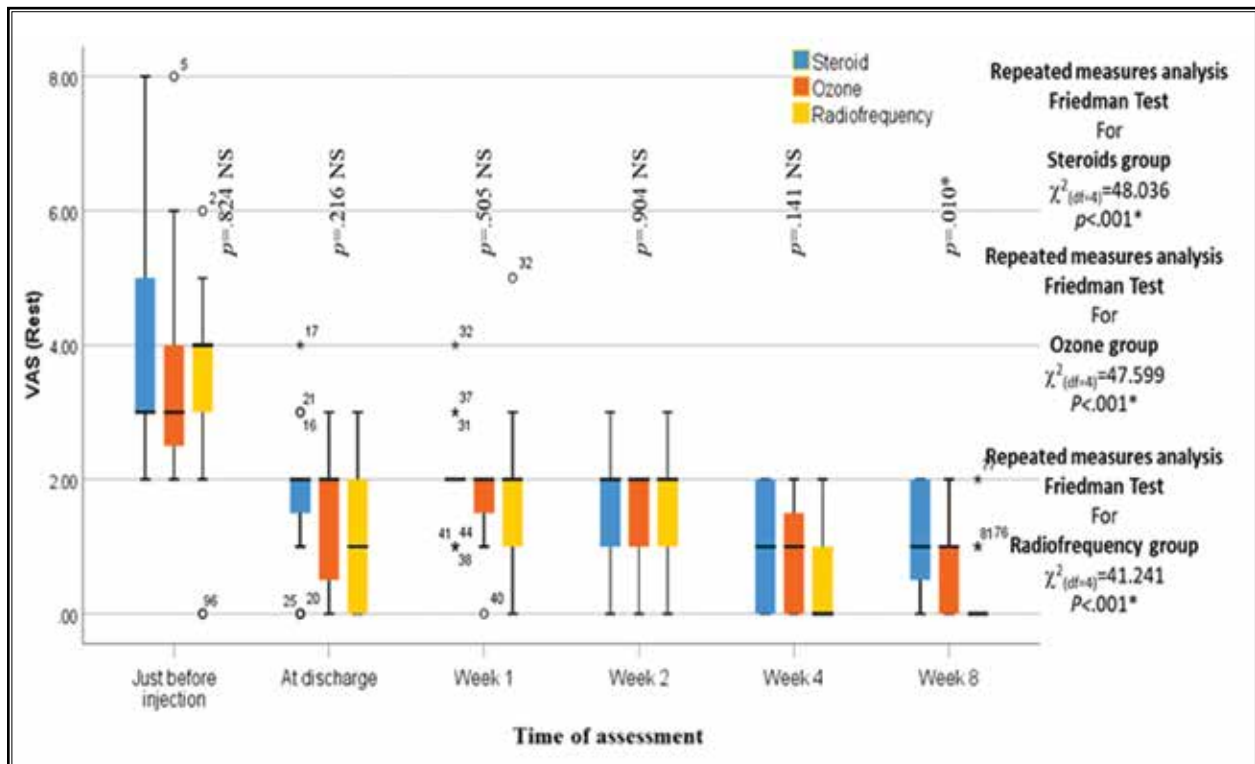 8.00
6.00
4.00
2.00
.00
VAS (Rest)
Steroid
Ozone
Radiofrequency
p=.824 NS
p=.216 NS
p=.505 NS
p=.904 NS
p=.141 NS
p=.010*
5
2
96
17
21
16
25
20
32
37
31
41
44
38
32
40
77
81
76
Just before
injection
At discharge
Week 1
Week 2
Week 4
Week 8
Time of assessment
Repeated measures analysis
Friedman Test
For
Steroids group
χ²(df=4)=48.036
p<.001*
Repeated measures analysis
Friedman Test
For
Ozone group
χ²(df=4)=47.599
P<.001*
Repeated measures analysis
Friedman Test
For
Radiofrequency group
χ²(df=4)=41.241
P<.001*